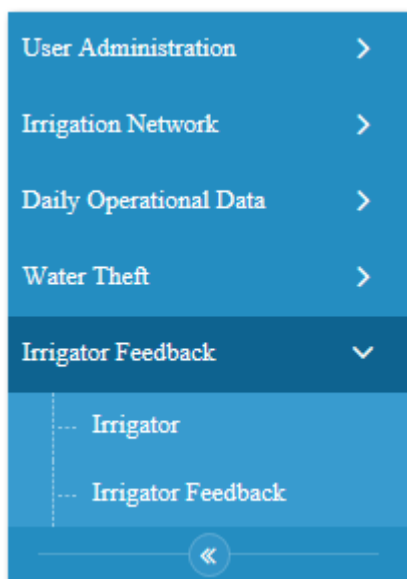 User Administration
Irrigation Network
Daily Operational Data
Water Theft
Irrigator Feedback
Irrigator
Irrigator Feedback